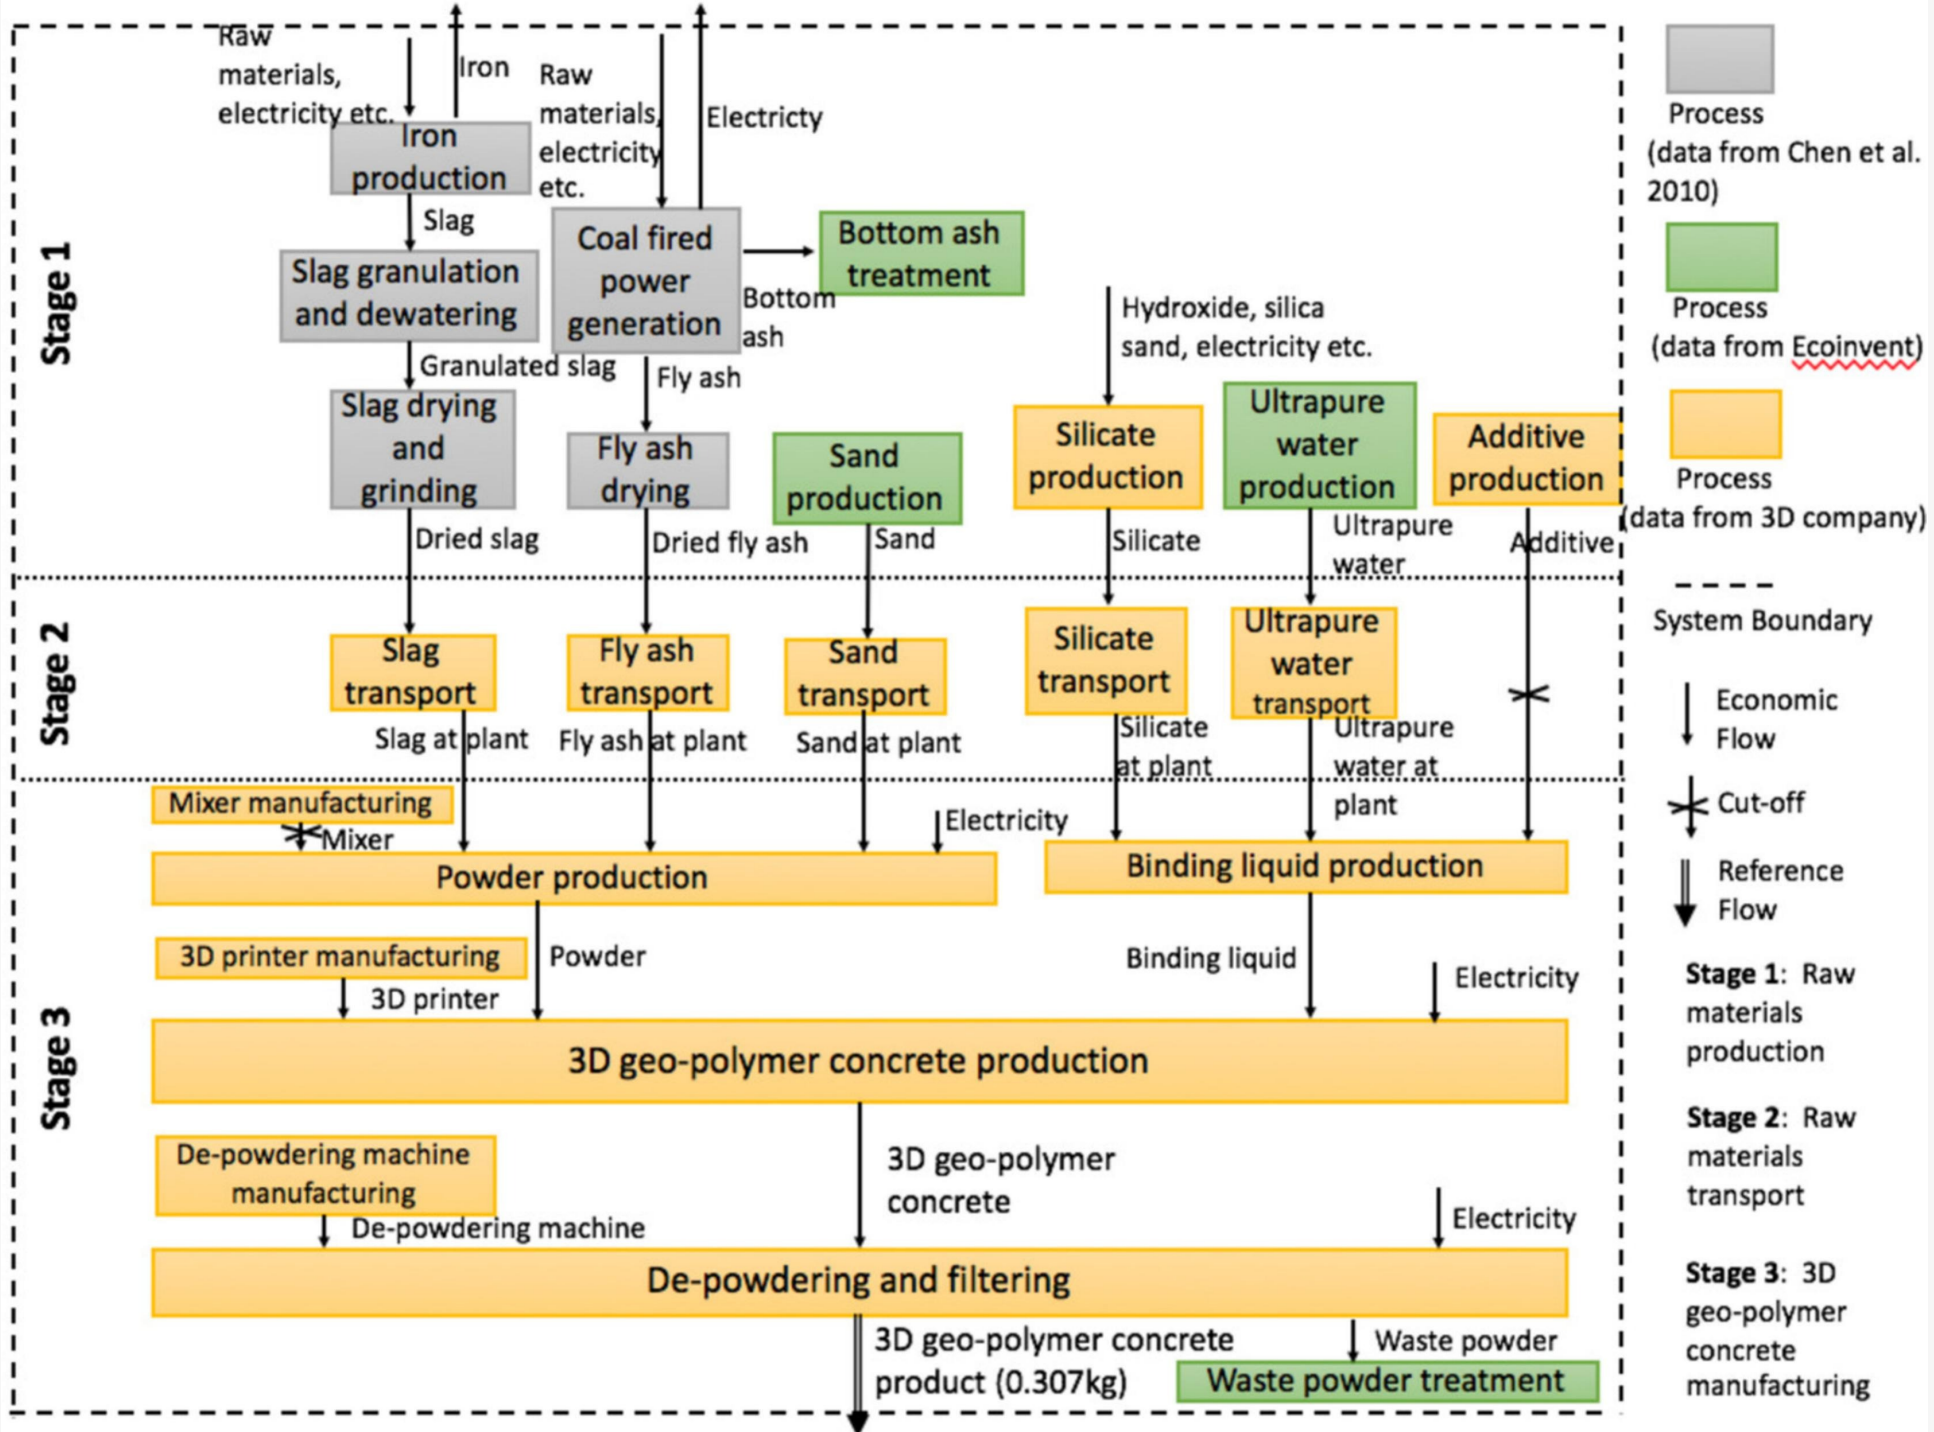 Raw
materials,
electricity etc.
Iron
Raw
materials,
electricity
etc.
Electricty
Iron
production
Slag
Slag granulation
and dewatering
Granulated slag
Slag drying
and
grinding
Dried slag
Coal fired
power
generation
Bottom
ash
Bottom ash
treatment
Fly ash
Fly ash
drying
Dried fly ash
Sand
production
Sand
Hydroxide, silica
sand, electricity etc.
Silicate
production
Silicate
Ultrapure
water
production
Ultrapure
water
Additive
production
Additive
Stage 1
Stage 2
Slag
transport
Slag at plant
Fly ash
transport
Fly ash at plant
Sand
transport
Sand at plant
Silicate
transport
Silicate
at plant
Ultrapure
water
transport
Ultrapure
water at
plant
Stage 3
Mixer manufacturing
Mixer
Electricity
Powder production
Binding liquid production
3D printer manufacturing
3D printer
Powder
Binding liquid
Electricity
3D geo-polymer concrete production
De-powdering machine
manufacturing
De-powdering machine
3D geo-polymer
concrete
Electricity
De-powdering and filtering
3D geo-polymer concrete
product (0.307kg)
Waste powder
Waste powder treatment
Process
(data from Chen et al.
2010)
Process
(data from Ecoinvent)
Process
(data from 3D company)
System Boundary
Economic
Flow
Cut-off
Reference
Flow
Stage 1: Raw
materials
production
Stage 2: Raw
materials
transport
Stage 3: 3D
geo-polymer
concrete
manufacturing